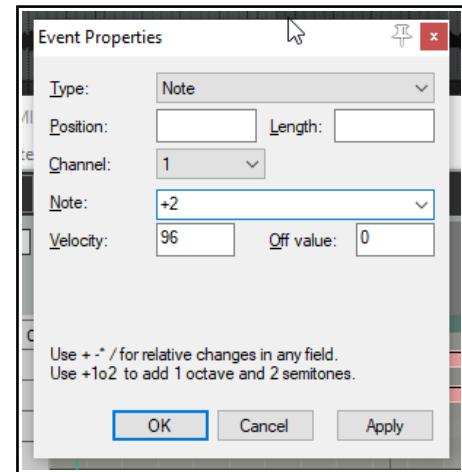 Event Properties
x
Type: Note
Position: Length:
Channel: 1
Note: +2
Velocity: 96 Off value: 0
Use + -* / for relative changes in any field.
Use +1o2 to add 1 octave and 2 semitones.
OK Cancel Apply